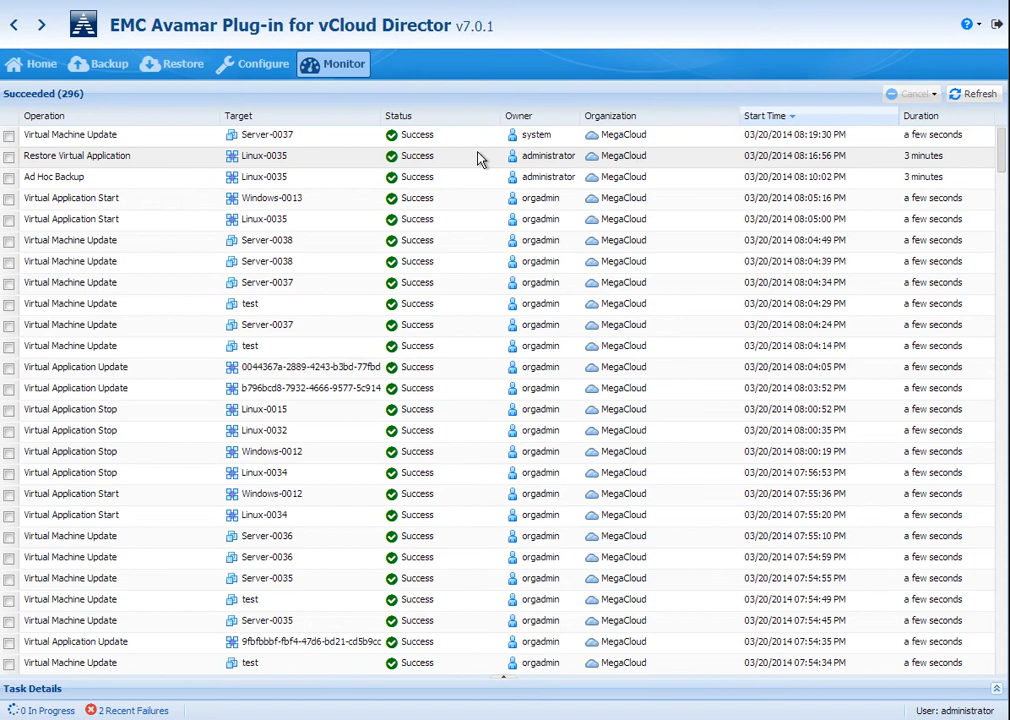 EMC Avamar Plug-in for vCloud Director v7.0.1
Home Backup Restore Configure Monitor
Succeeded (296) Cancel Refresh
Operation Target Status Owner Organization Start Time Duration
Virtual Machine Update Server-0037 Success system MegaCloud 03/20/2014 08:19:30 PM a few seconds
Restore Virtual Application Linux-0035 Success administrator MegaCloud 03/20/2014 08:16:56 PM 3 minutes
Ad Hoc Backup Linux-0035 Success administrator MegaCloud 03/20/2014 08:10:02 PM 3 minutes
Virtual Application Start Windows-0013 Success orgadmin MegaCloud 03/20/2014 08:05:16 PM a few seconds
Virtual Application Start Linux-0035 Success orgadmin MegaCloud 03/20/2014 08:05:00 PM a few seconds
Virtual Machine Update Server-0038 Success orgadmin MegaCloud 03/20/2014 08:04:49 PM a few seconds
Virtual Machine Update Server-0038 Success orgadmin MegaCloud 03/20/2014 08:04:39 PM a few seconds
Virtual Machine Update Server-0037 Success orgadmin MegaCloud 03/20/2014 08:04:34 PM a few seconds
Virtual Machine Update test Success orgadmin MegaCloud 03/20/2014 08:04:29 PM a few seconds
Virtual Machine Update Server-0037 Success orgadmin MegaCloud 03/20/2014 08:04:24 PM a few seconds
Virtual Machine Update test Success orgadmin MegaCloud 03/20/2014 08:04:14 PM a few seconds
Virtual Application Update 0044367a-2889-4243-b3bd-77fbd Success orgadmin MegaCloud 03/20/2014 08:04:05 PM a few seconds
Virtual Application Update b796bcd8-7932-4666-9577-5c914 Success orgadmin MegaCloud 03/20/2014 08:03:52 PM a few seconds
Virtual Application Stop Linux-0015 Success orgadmin MegaCloud 03/20/2014 08:00:52 PM a few seconds
Virtual Application Stop Linux-0032 Success orgadmin MegaCloud 03/20/2014 08:00:35 PM a few seconds
Virtual Application Stop Windows-0012 Success orgadmin MegaCloud 03/20/2014 08:00:19 PM a few seconds
Virtual Application Stop Linux-0034 Success orgadmin MegaCloud 03/20/2014 07:56:53 PM a few seconds
Virtual Application Start Windows-0012 Success orgadmin MegaCloud 03/20/2014 07:55:36 PM a few seconds
Virtual Application Start Linux-0034 Success orgadmin MegaCloud 03/20/2014 07:55:20 PM a few seconds
Virtual Machine Update Server-0036 Success orgadmin MegaCloud 03/20/2014 07:55:10 PM a few seconds
Virtual Machine Update Server-0036 Success orgadmin MegaCloud 03/20/2014 07:54:59 PM a few seconds
Virtual Machine Update Server-0035 Success orgadmin MegaCloud 03/20/2014 07:54:55 PM a few seconds
Virtual Machine Update test Success orgadmin MegaCloud 03/20/2014 07:54:49 PM a few seconds
Virtual Machine Update Server-0035 Success orgadmin MegaCloud 03/20/2014 07:54:45 PM a few seconds
Virtual Application Update 9fbfbbbf-fbf4-47d6-bd21-cd5b9cc Success orgadmin MegaCloud 03/20/2014 07:54:35 PM a few seconds
Virtual Machine Update test Success orgadmin MegaCloud 03/20/2014 07:54:34 PM a few seconds
Task Details
0 In Progress 2 Recent Failures User: administrator